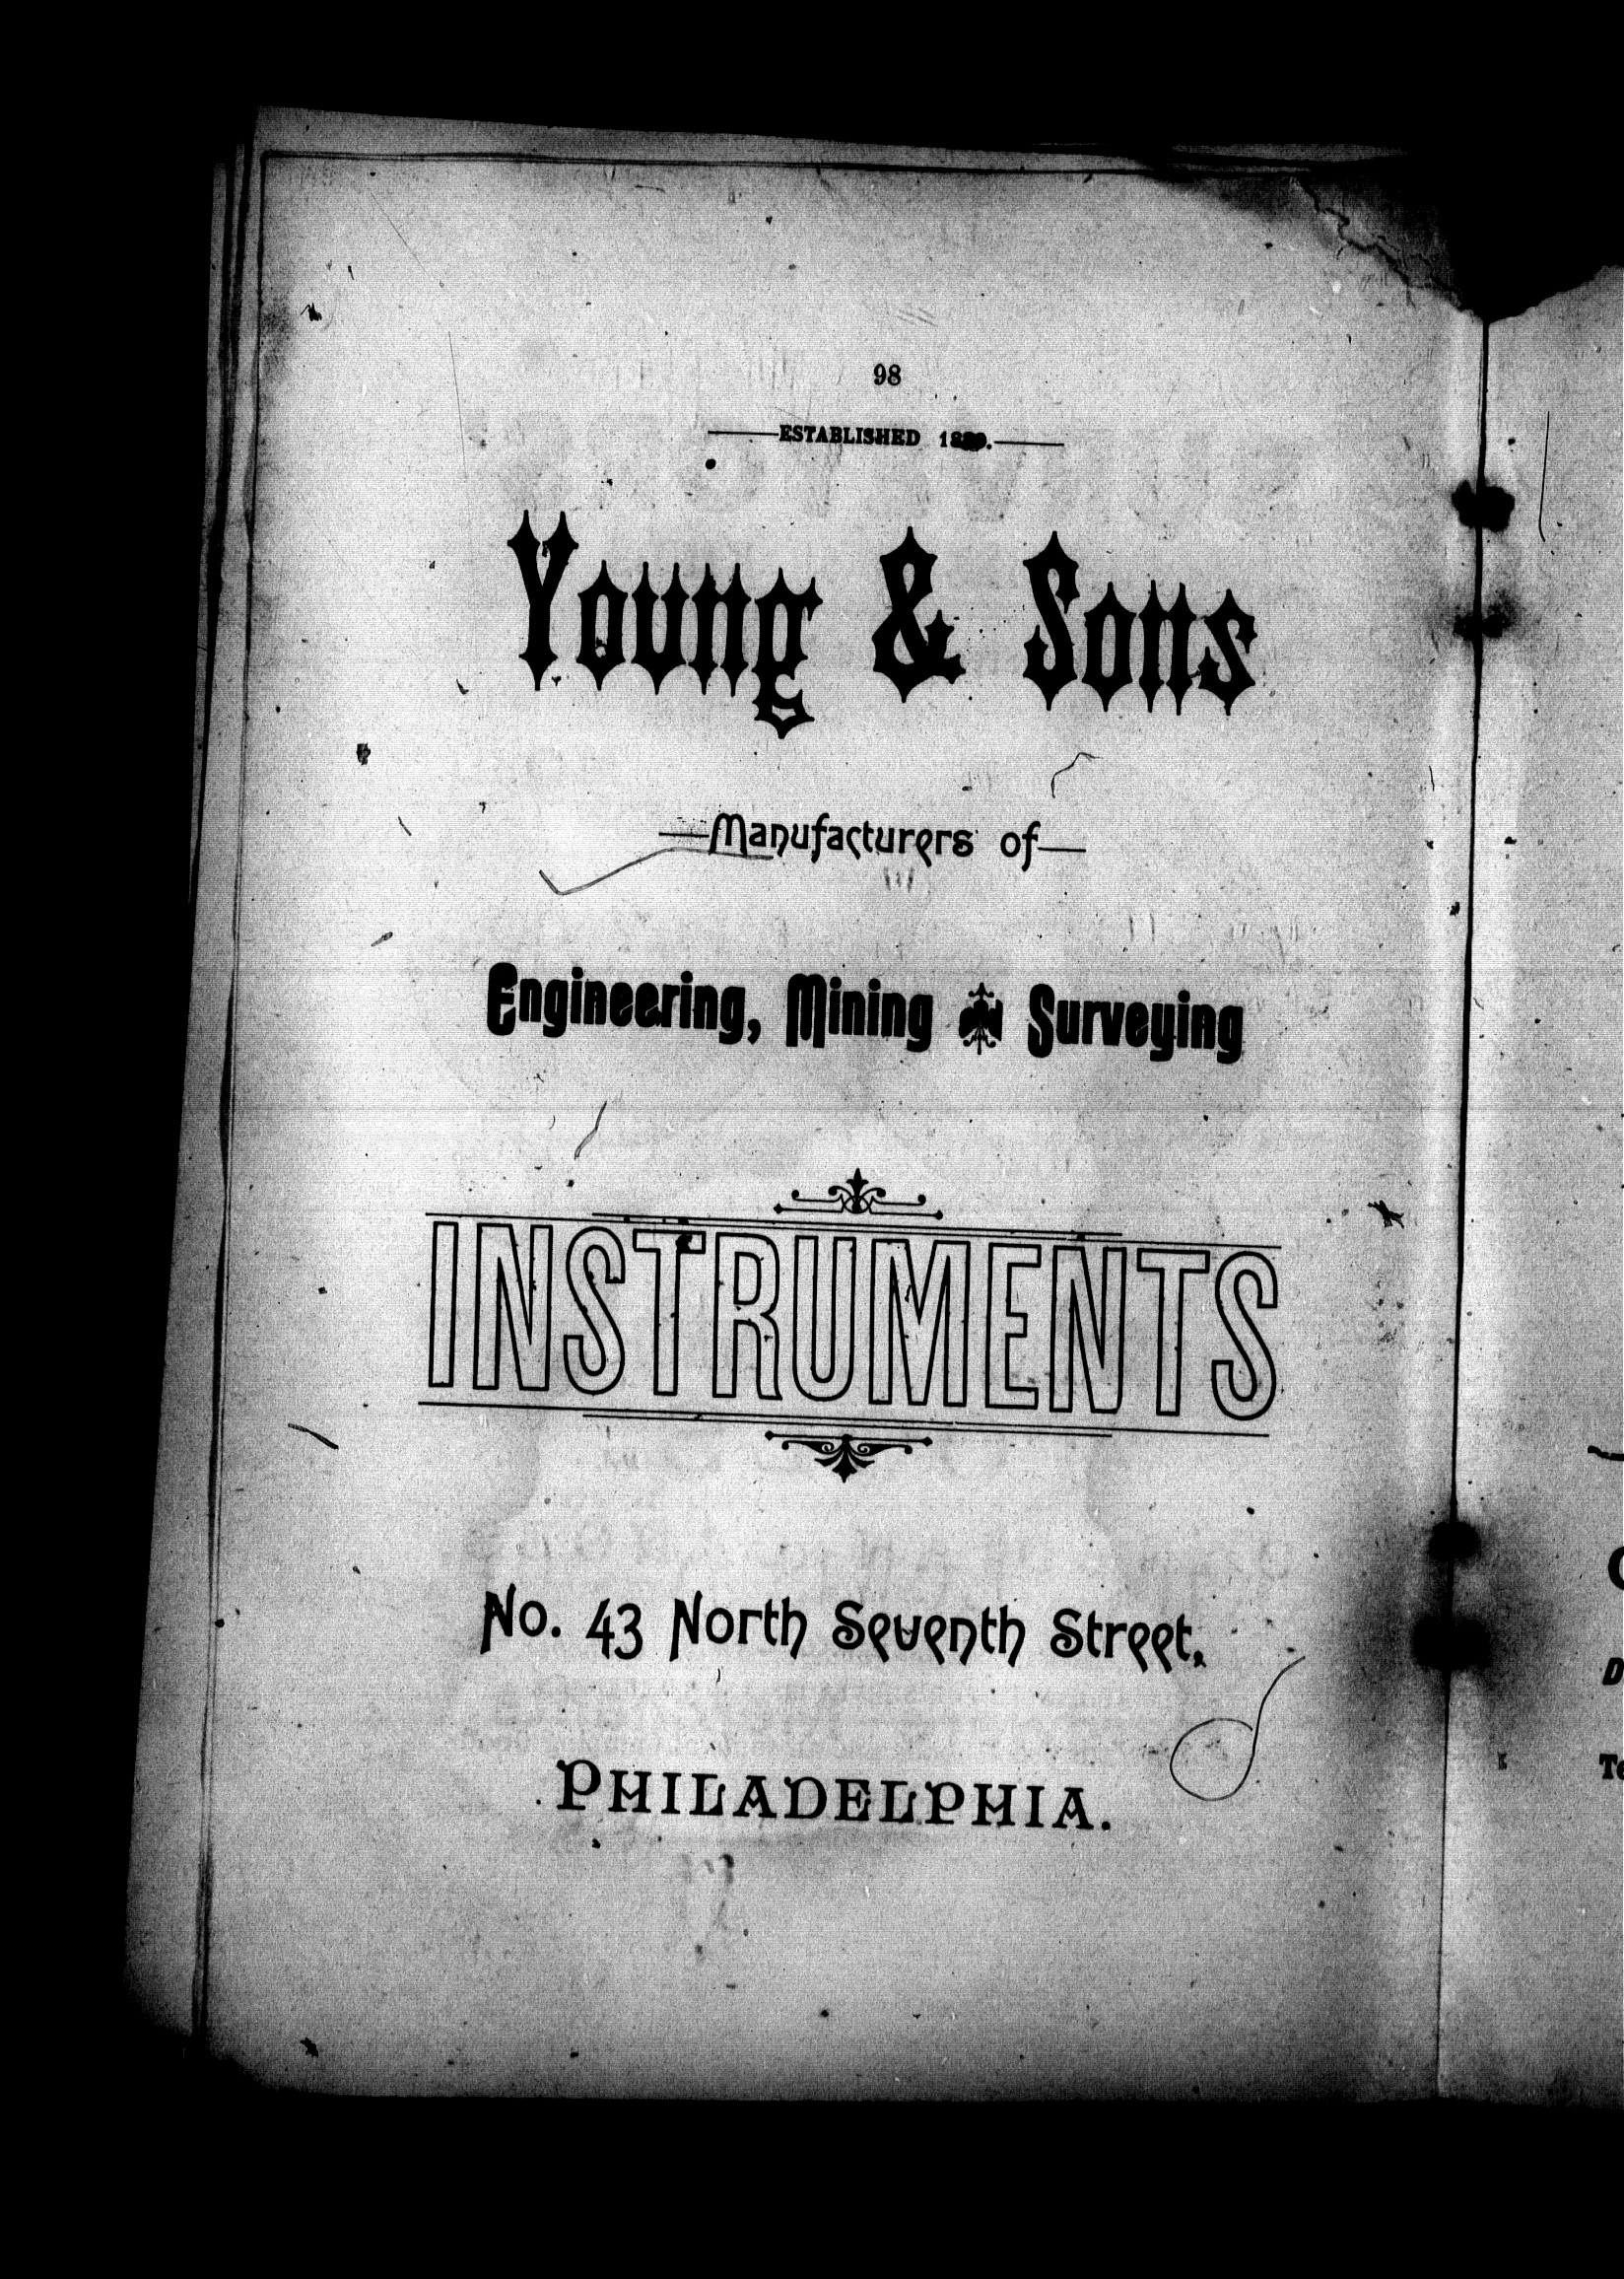 98
ESTABLISHED
Young & Sons
Manufacturers of
Engineering, Mining & Surveying
INSTRUMENTS
No. 43 North Seventh Street,
PHILADELPHIA.